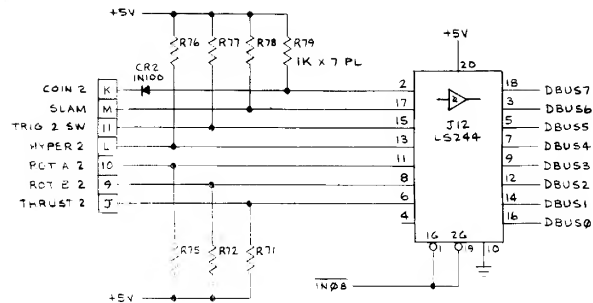 +5V
R76 R77 R78 R79
1K x 7 PL
CR2
1N100
+5V
20
COIN 2 K 2 18 DBUS7
SLAM M 17 3 DBUS6
TRIG 2 SW 11 15 5 DBUS5
J12
LS244
HYPER 2 L 13 7 DBUS4
ROT A 2 10 11 9 DBUS3
ROT B 2 9 8 12 DBUS2
THRUST 2 J 6 14 DBUS1
4 16 DBUSØ
1G 2G
1 19 10
R75 R72 R71
+5V
INØ8